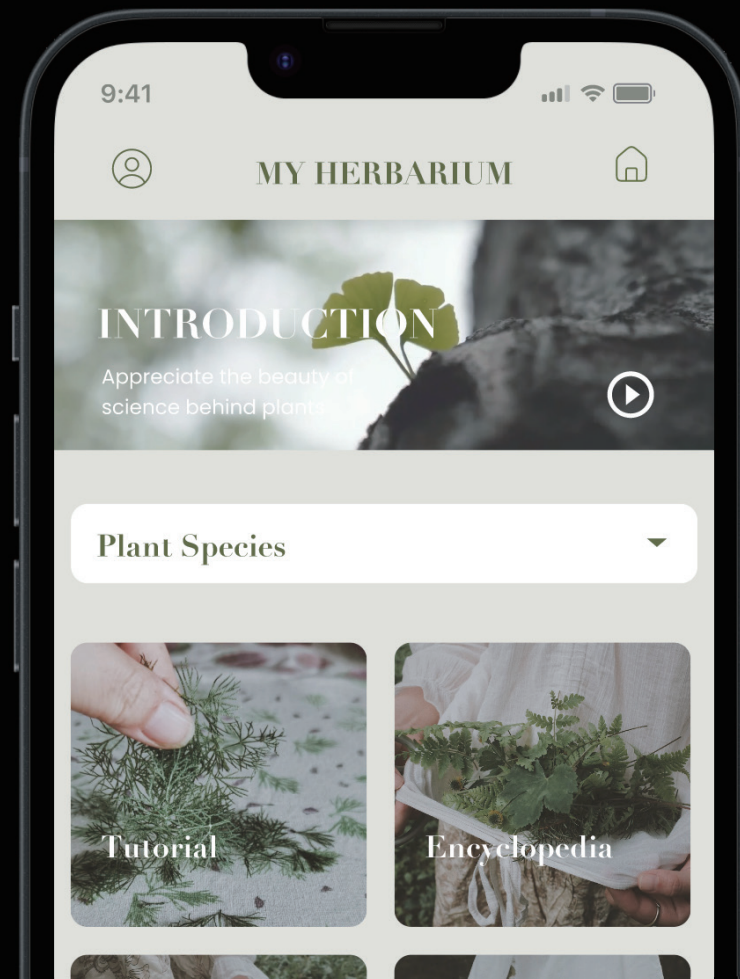 9:41
MY HERBARIUM
INTRODUCTION
Appreciate the beauty of
science behind plants
Plant Species
Tutorial
Encyclopedia